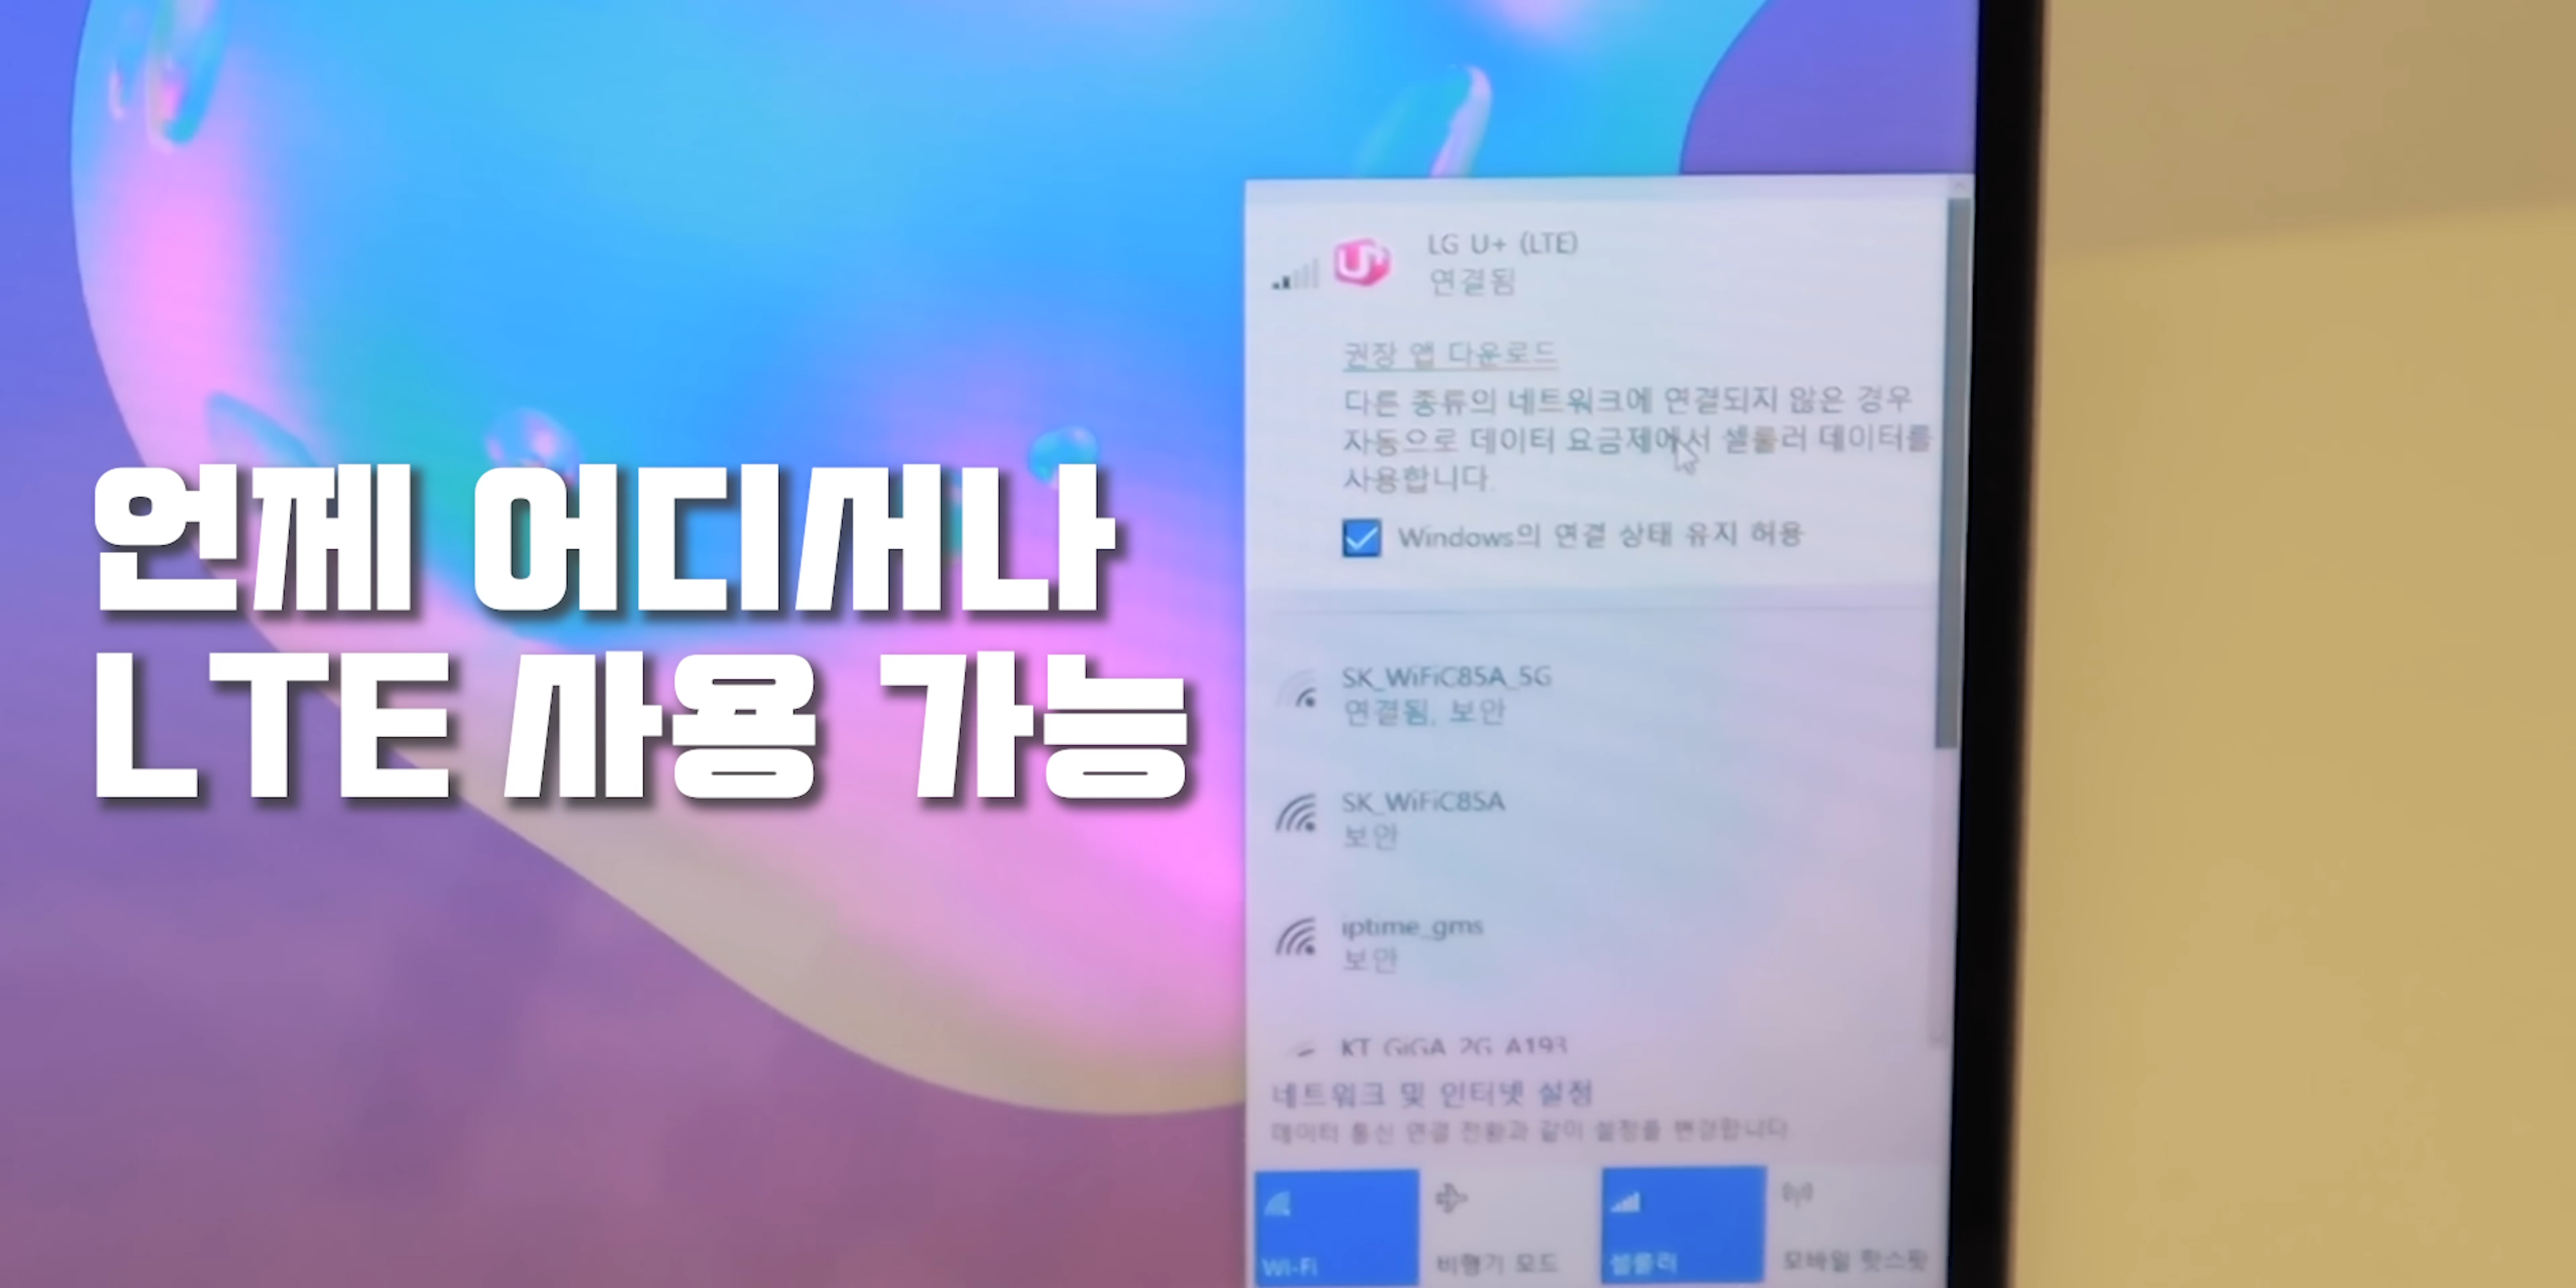 언제 어디서나
LTE 사용 가능
LG U+ (LTE)
연결됨
권장 앱 다운로드
다른 종류의 네트워크에 연결되지 않은 경우
자동으로 데이터 요금제에서 셀룰러 데이터를
사용합니다.
Windows의 연결 상태 유지 허용
SK_WiFiC85A_5G
연결됨, 보안
SK_WiFiC85A
보안
iptime_gms
보안
KT GiGA 2G A193
네트워크 및 인터넷 설정
데이터 통신 연결 전환과 같이 설정을 변경합니다.
Wi-Fi
비행기 모드
셀룰러
모바일 핫스팟